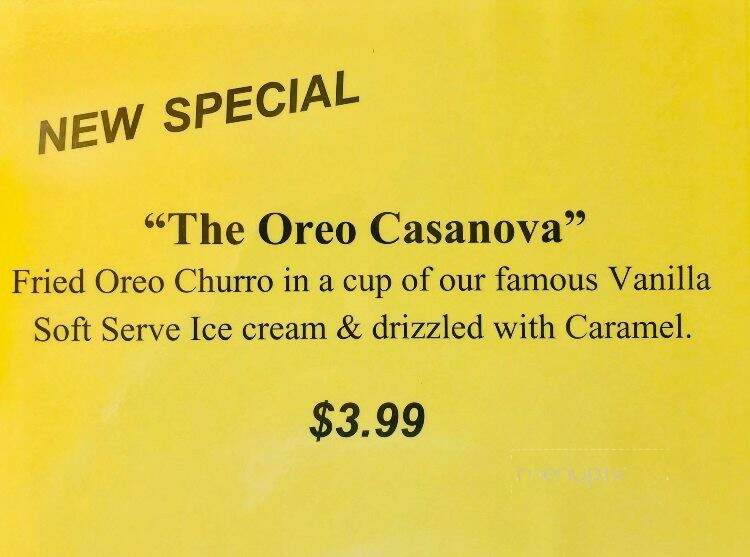 NEW SPECIAL
“The Oreo Casanova”
Fried Oreo Churro in a cup of our famous Vanilla
Soft Serve Ice cream & drizzled with Caramel.
$3.99